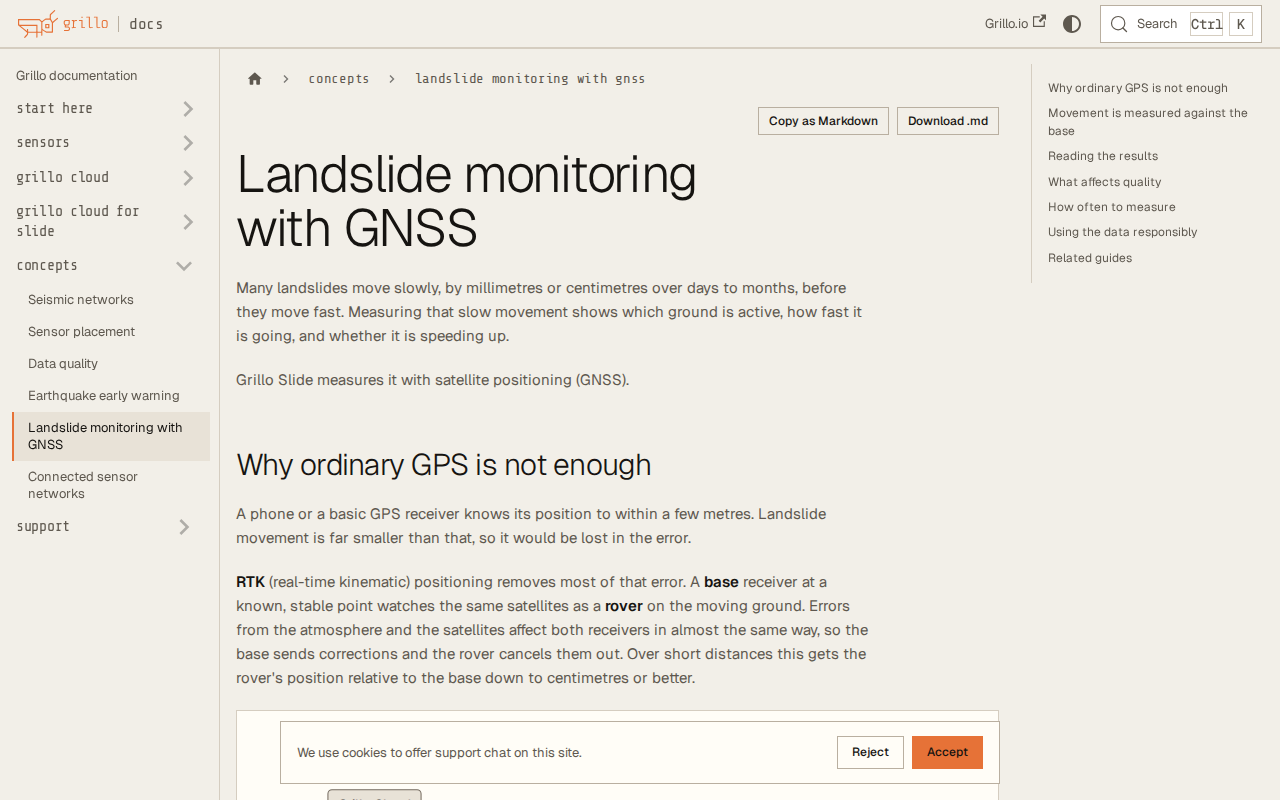 grillo docs
Grillo.io
Search Ctrl K
Grillo documentation
start here
sensors
grillo cloud
grillo cloud for
slide
concepts
Seismic networks
Sensor placement
Data quality
Earthquake early warning
Landslide monitoring with
GNSS
Connected sensor
networks
support
concepts
landslide monitoring with gnss
Copy as Markdown
Download .md
Landslide monitoring
with GNSS
Many landslides move slowly, by millimetres or centimetres over days to months, before
they move fast. Measuring that slow movement shows which ground is active, how fast it
is going, and whether it is speeding up.
Grillo Slide measures it with satellite positioning (GNSS).
Why ordinary GPS is not enough
A phone or a basic GPS receiver knows its position to within a few metres. Landslide
movement is far smaller than that, so it would be lost in the error.
RTK (real-time kinematic) positioning removes most of that error. A base receiver at a
known, stable point watches the same satellites as a rover on the moving ground. Errors
from the atmosphere and the satellites affect both receivers in almost the same way, so the
base sends corrections and the rover cancels them out. Over short distances this gets the
rover's position relative to the base down to centimetres or better.
We use cookies to offer support chat on this site.
Reject
Accept
Why ordinary GPS is not enough
Movement is measured against the
base
Reading the results
What affects quality
How often to measure
Using the data responsibly
Related guides